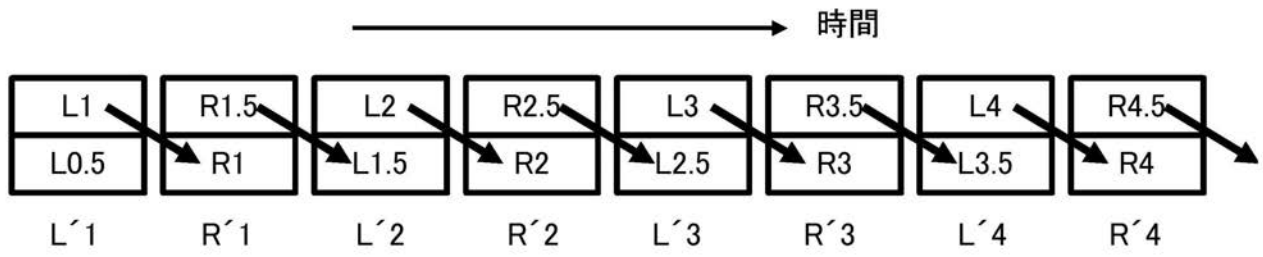 時間
L1 R1.5 L2 R2.5 L3 R3.5 L4 R4.5
L0.5 R1 L1.5 R2 L2.5 R3 L3.5 R4
L´1 R´1 L´2 R´2 L´3 R´3 L´4 R´4